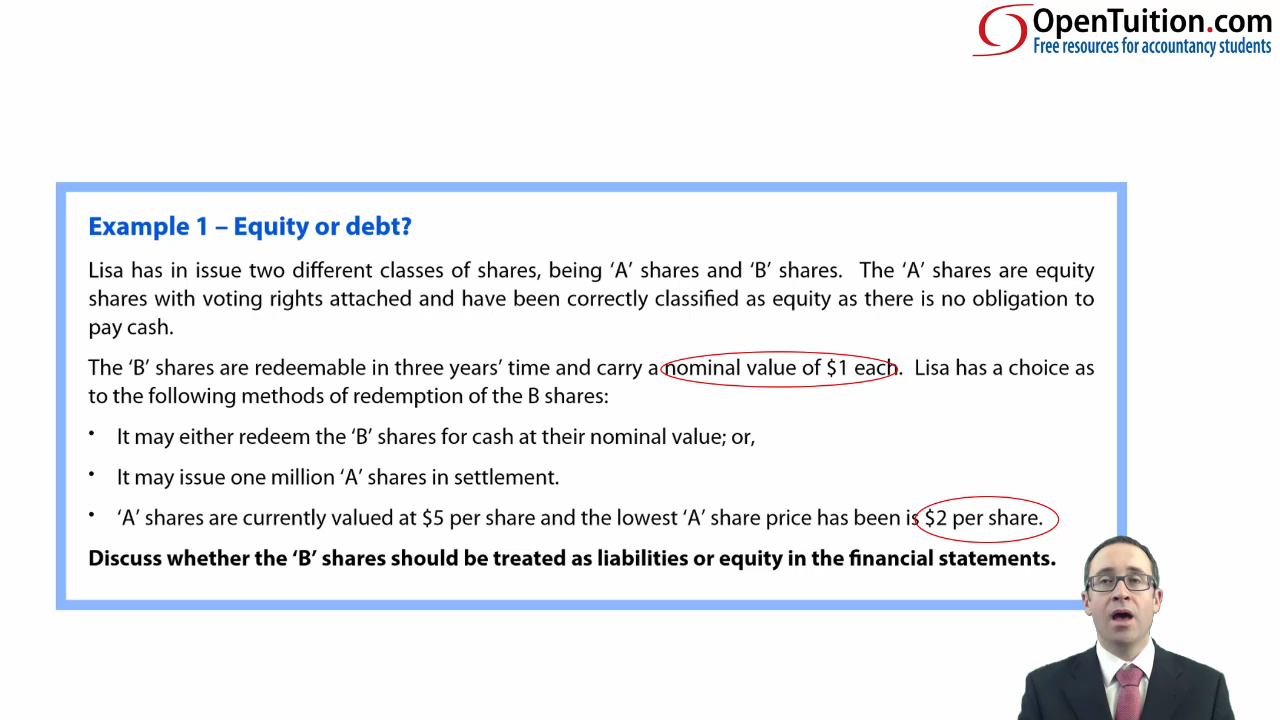 OpenTuition.com
Free resources for accountancy students
Example 1 – Equity or debt?
Lisa has in issue two different classes of shares, being ‘A’ shares and ‘B’ shares. The ‘A’ shares are equity
shares with voting rights attached and have been correctly classified as equity as there is no obligation to
pay cash.
The ‘B’ shares are redeemable in three years’ time and carry a nominal value of $1 each. Lisa has a choice as
to the following methods of redemption of the B shares:
• It may either redeem the ‘B’ shares for cash at their nominal value; or,
• It may issue one million ‘A’ shares in settlement.
• ‘A’ shares are currently valued at $5 per share and the lowest ‘A’ share price has been is $2 per share.
Discuss whether the ‘B’ shares should be treated as liabilities or equity in the financial statements.